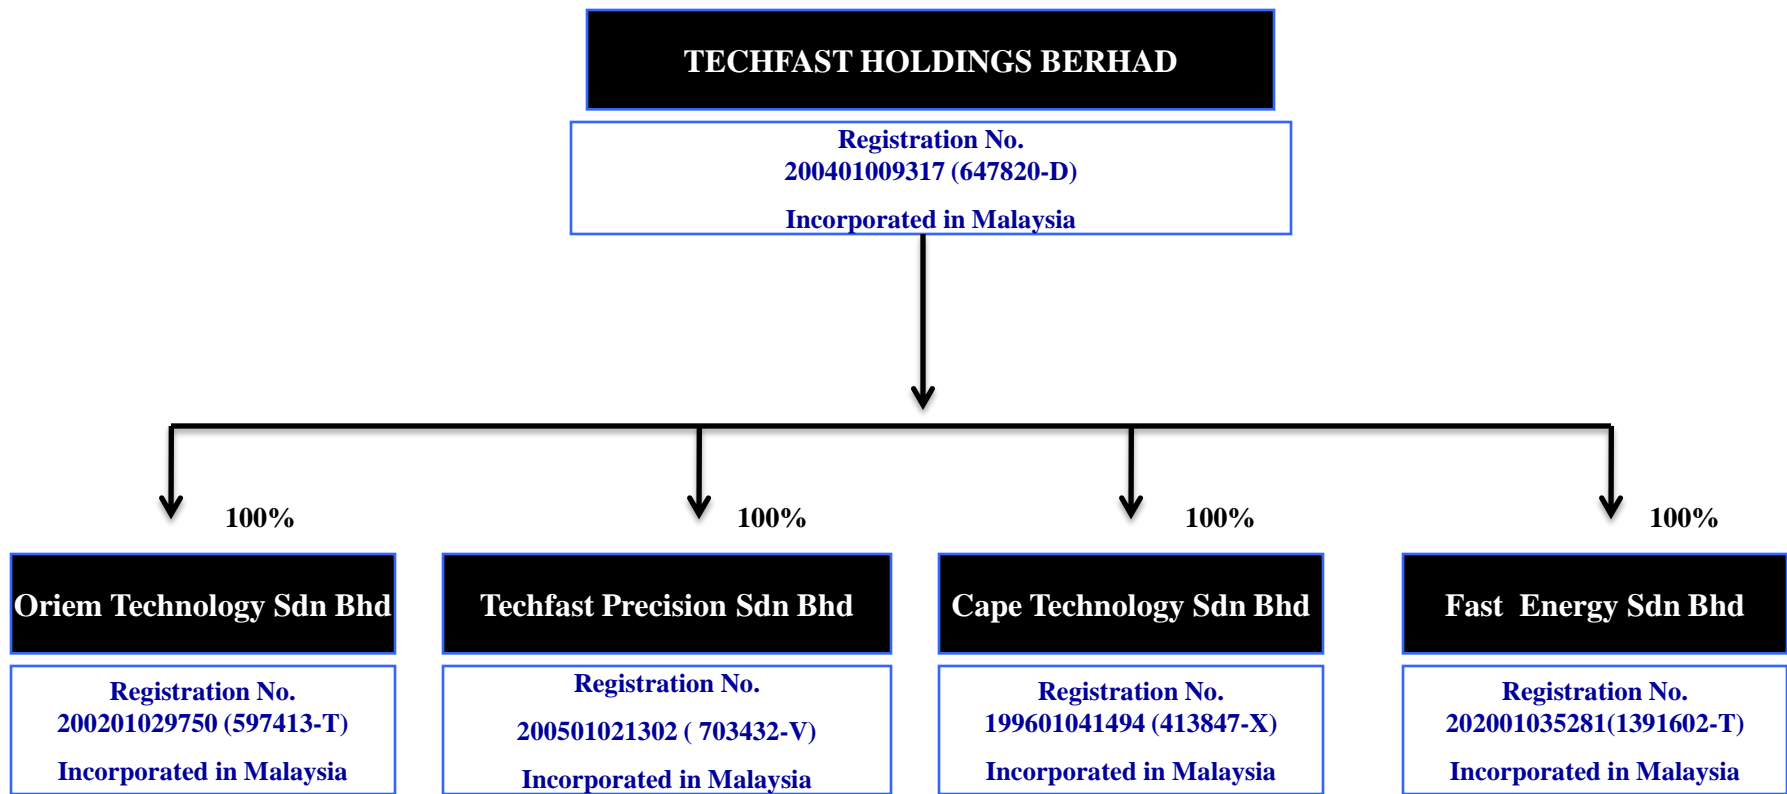 TECHFAST HOLDINGS BERHAD
Registration No.
200401009317 (647820-D)
Incorporated in Malaysia
100%
100%
100%
100%
Oriem Technology Sdn Bhd
Registration No.
200201029750 (597413-T)
Incorporated in Malaysia
Techfast Precision Sdn Bhd
Registration No.
200501021302 ( 703432-V)
Incorporated in Malaysia
Cape Technology Sdn Bhd
Registration No.
199601041494 (413847-X)
Incorporated in Malaysia
Fast  Energy Sdn Bhd
Registration No.
202001035281(1391602-T)
Incorporated in Malaysia